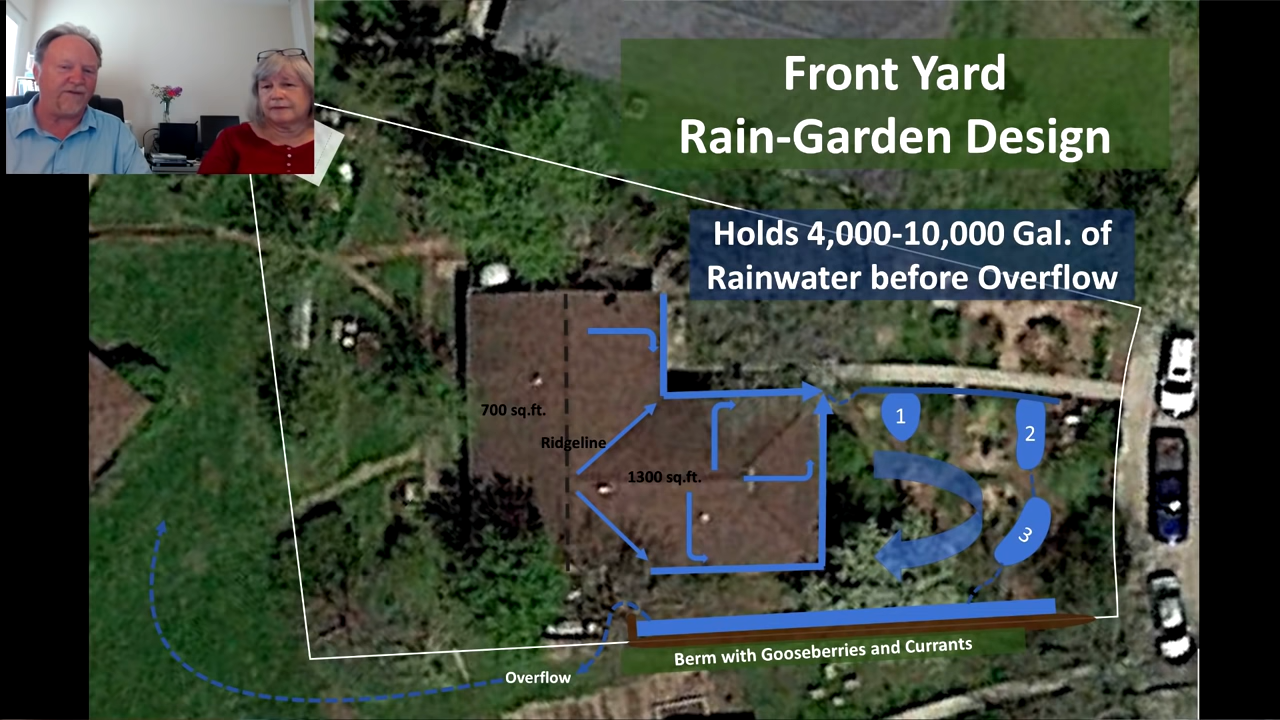 Front Yard
Rain-Garden Design
Holds 4,000-10,000 Gal. of
Rainwater before Overflow
700 sq.ft.
Ridgeline
1300 sq.ft.
1
2
3
Berm with Gooseberries and Currants
Overflow